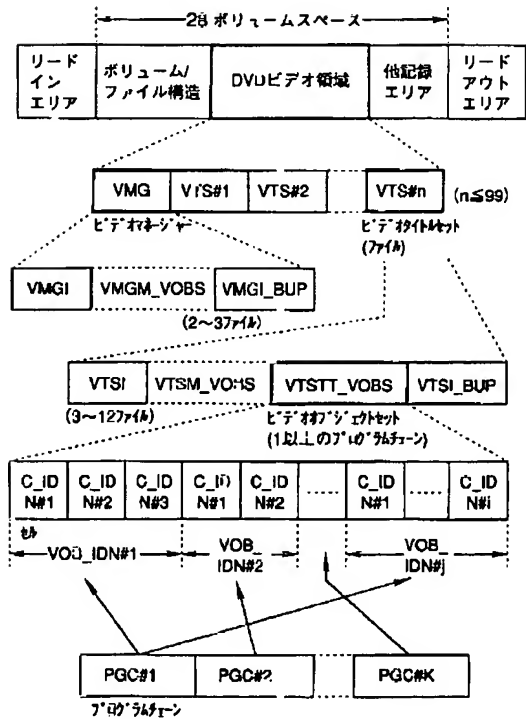 28 ボリュームスペース
リード
イン
エリア
ボリューム/
ファイル構造
DVDビデオ領域
他記録
エリア
リード
アウト
エリア
VMG
VTS#1
VTS#2
VTS#n
(n≦99)
ビデオマネージャー
ビデオタイトルセット
(ファイル)
VMGI
VMGM_VOBS
VMGI_BUP
(2～3ファイル)
VTSI
VTSM_VOBS
VTSTT_VOBS
VTSI_BUP
(3～12ファイル)
ビデオオブジェクトセット
(1以上のプログラムチェーン)
C_ID
N#1
C_ID
N#2
C_ID
N#3
C_ID
N#1
C_ID
N#2
C_ID
N#1
C_ID
N#i
セル
VOB_IDN#1
VOB_
IDN#2
VOB_
IDN#j
PGC#1
PGC#2
PGC#K
プログラムチェーン